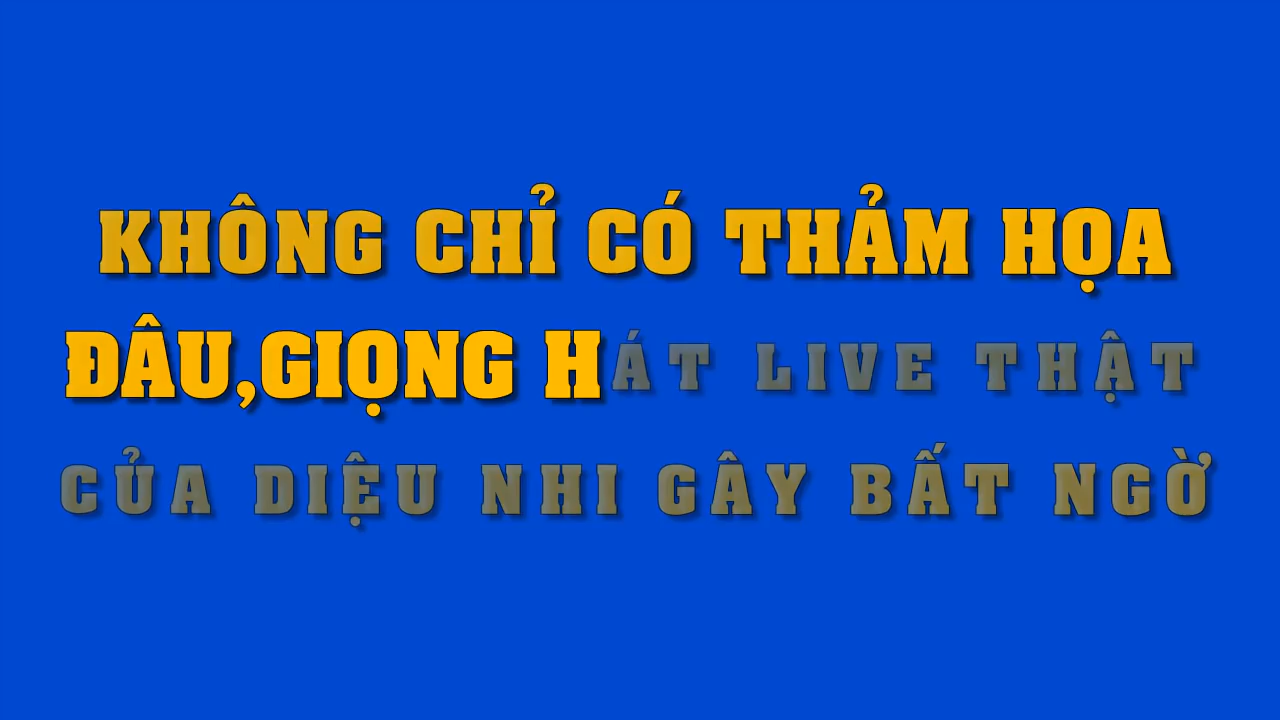 KHÔNG CHỈ CÓ THẢM HỌA
ĐÂU,GIỌNG HÁT LIVE THẬT
CỦA DIỆU NHI GÂY BẤT NGỜ